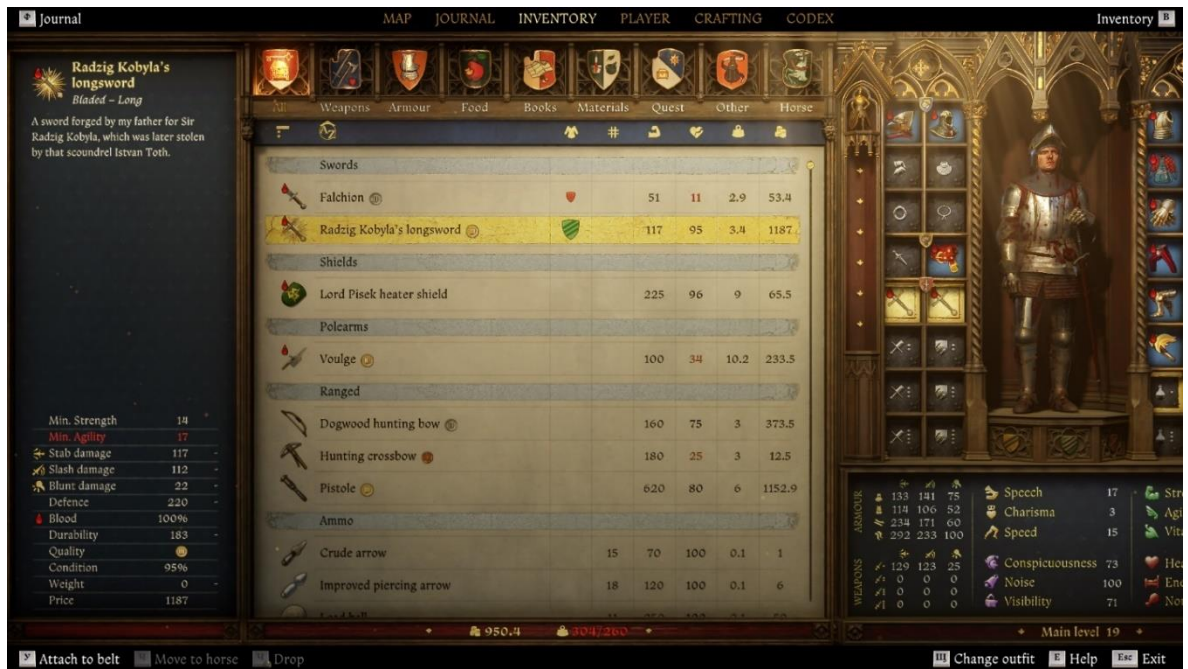 Journal
MAP JOURNAL INVENTORY PLAYER CRAFTING CODEX
Inventory B
Radzig Kobyla's
longsword
Bladed – Long
A sword forged by my father for Sir
Radzig Kobyla, which was later stolen
by that scoundrel Istvan Toth.
Min. Strength 14
Min. Agility 17
Stab damage 117 -
Slash damage 112 -
Blunt damage 22 -
Defence 220 -
Blood 100%
Durability 183 -
Quality
Condition 95%
Weight 0 -
Price 1187
All Weapons Armour Food Books Materials Quest Other Horse
Swords
Falchion 51 11 2.9 53.4
Radzig Kobyla's longsword 117 95 3.4 1187
Shields
Lord Pisek heater shield 225 96 9 65.5
Polearms
Voulge 100 34 10.2 233.5
Ranged
Dogwood hunting bow 160 75 3 373.5
Hunting crossbow 180 25 3 12.5
Pistole 620 80 6 1152.9
Ammo
Crude arrow 15 70 100 0.1 1
Improved piercing arrow 18 120 100 0.1 6
950.4 304/260
ARMOUR
133 141 75
114 106 52
234 171 60
292 233 100
WEAPONS
129 123 25
0 0 0
0 0 0
0 0 0
Speech 17
Charisma 3
Speed 15
Conspicuousness 73
Noise 100
Visibility 71
Stre
Agi
Vita
Hea
Ene
Nou
Main level 19
У Attach to belt
Move to horse
Drop
Ш Change outfit
E Help
Esc Exit